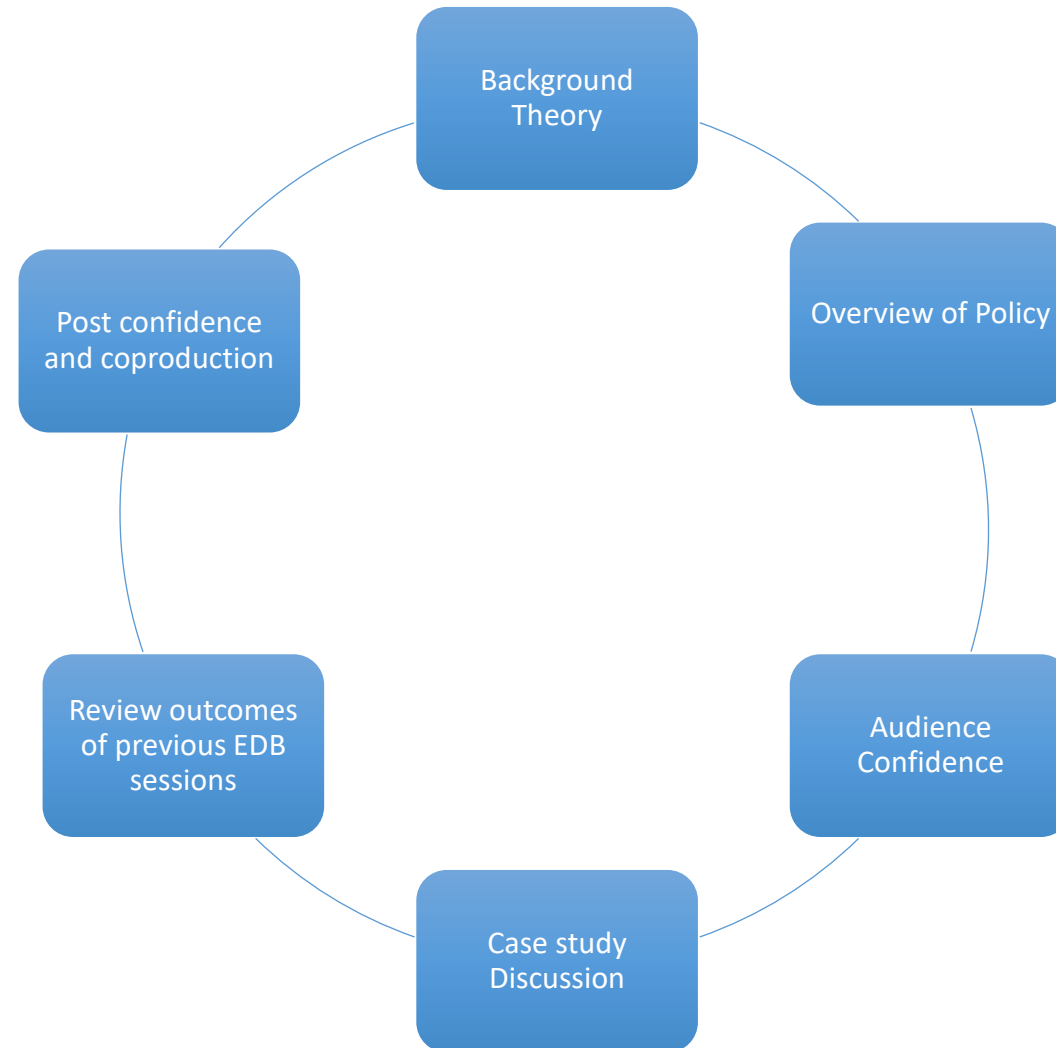 Background
Theory
Overview of Policy
Audience
Confidence
Case study
Discussion
Review outcomes
of previous EDB
sessions
Post confidence
and coproduction